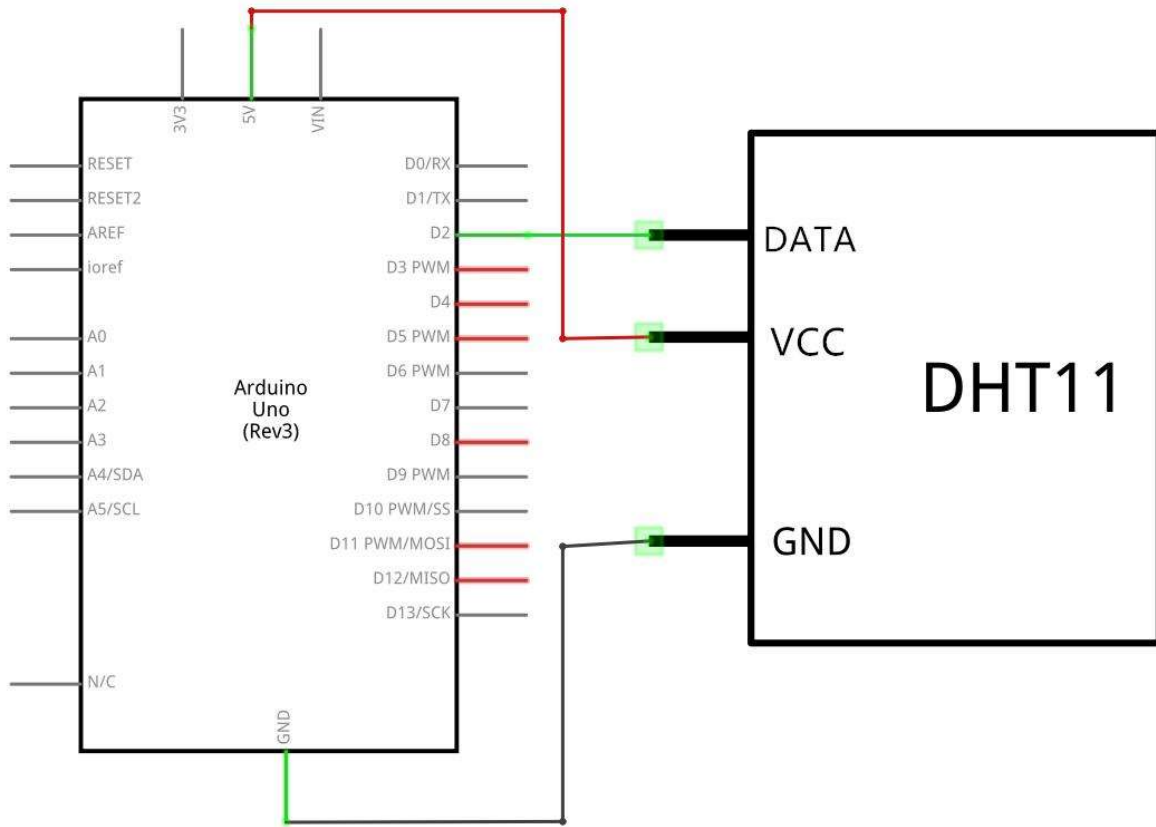 3V3
5V
VIN
RESET
RESET2
AREF
ioref
A0
A1
A2
A3
A4/SDA
A5/SCL
N/C
Arduino
Uno
(Rev3)
D0/RX
D1/TX
D2
D3 PWM
D4
D5 PWM
D6 PWM
D7
D8
D9 PWM
D10 PWM/SS
D11 PWM/MOSI
D12/MISO
D13/SCK
GND
DATA
VCC
DHT11
GND